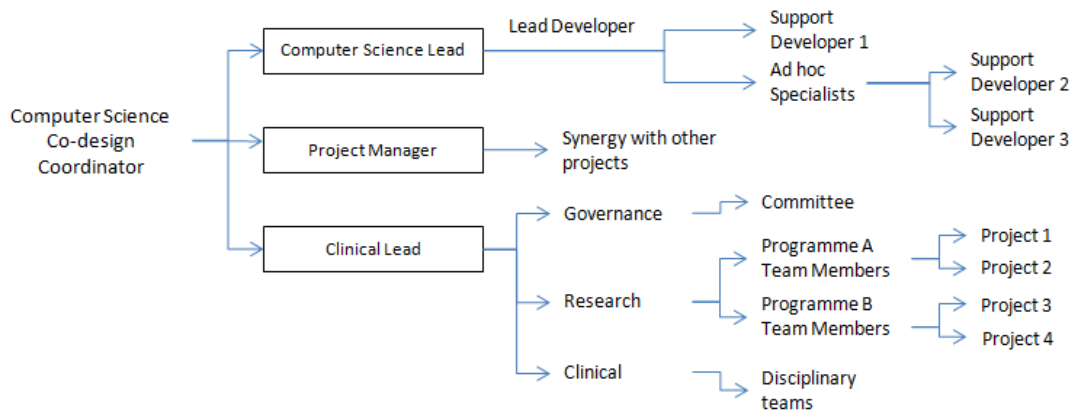 Computer Science
Co-design
Coordinator
Computer Science Lead
Lead Developer
Support
Developer 1
Ad hoc
Specialists
Support
Developer 2
Support
Developer 3
Project Manager
Synergy with other
projects
Clinical Lead
Governance
Committee
Research
Programme A
Team Members
Project 1
Project 2
Programme B
Team Members
Project 3
Project 4
Clinical
Disciplinary
teams